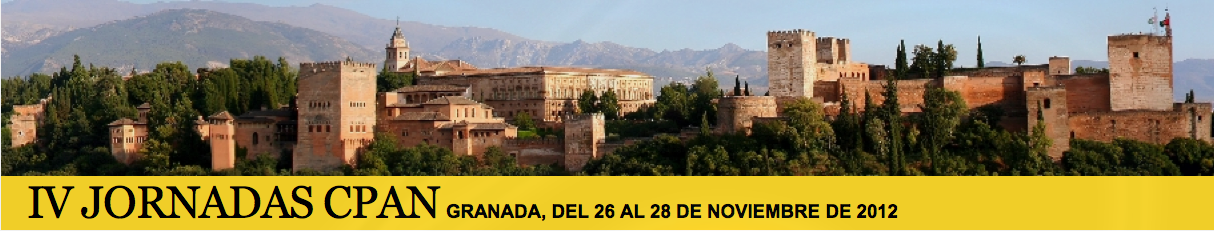 IV JORNADAS CPAN GRANADA, DEL 26 AL 28 DE NOVIEMBRE DE 2012